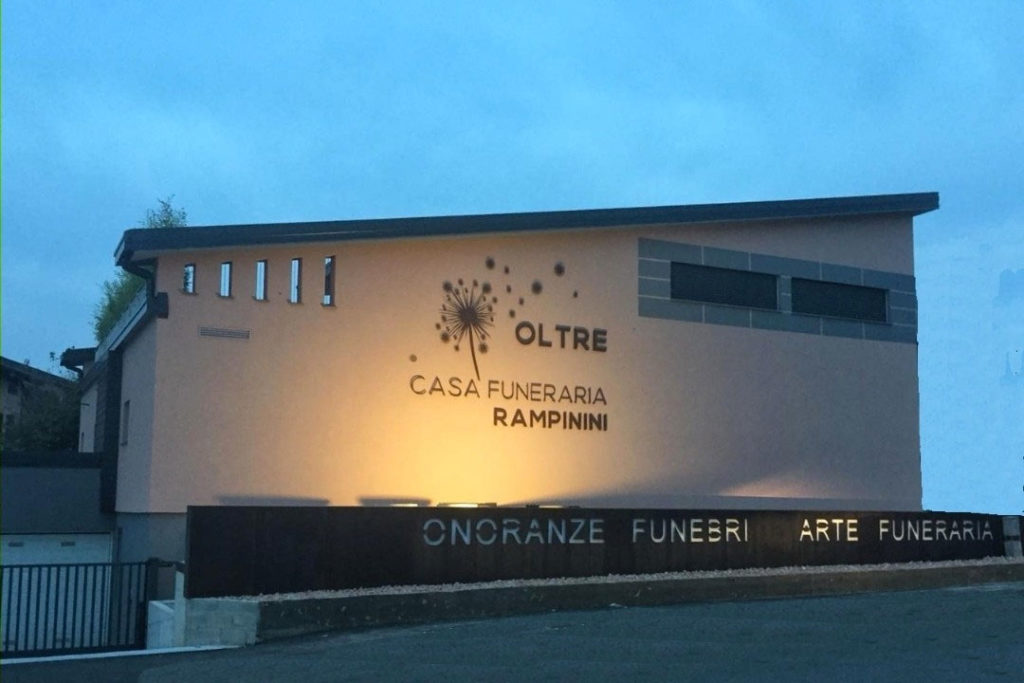 OLTRE
CASA FUNERARIA
RAMPININI
ONORANZE FUNEBRI ARTE FUNERARIA